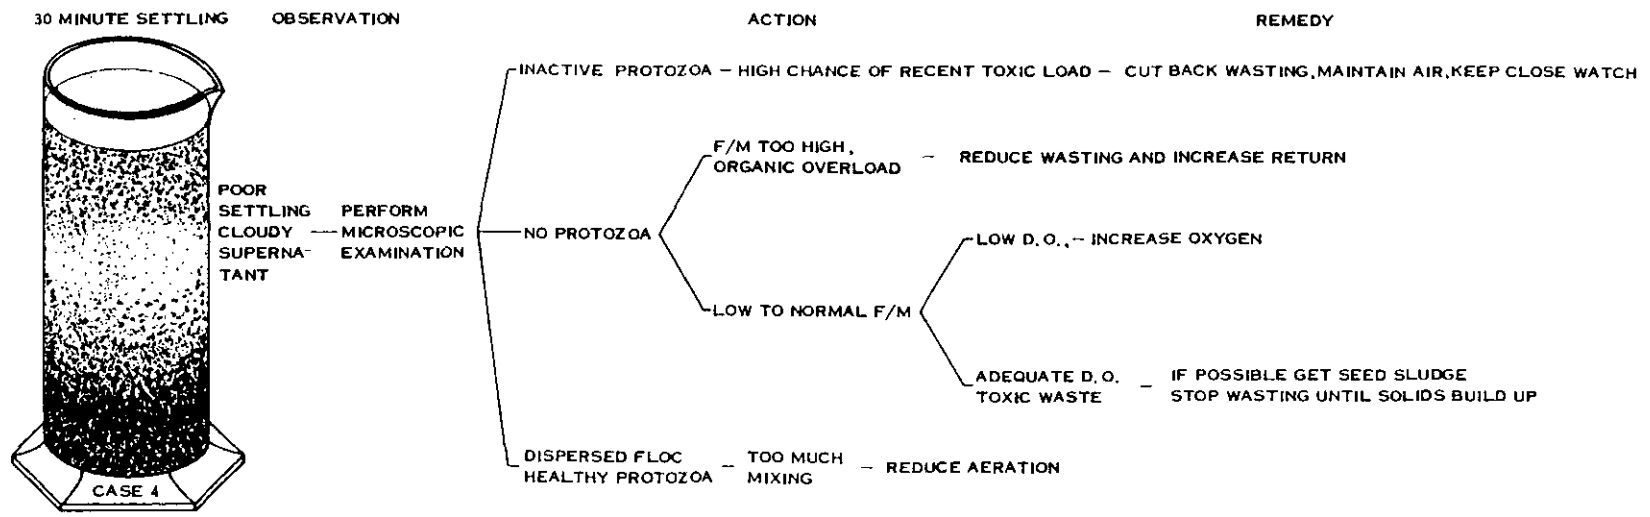 30 MINUTE SETTLING
OBSERVATION
ACTION
REMEDY
POOR
SETTLING
CLOUDY
SUPERNA-
TANT
—
PERFORM
MICROSCOPIC
EXAMINATION
INACTIVE PROTOZOA — HIGH CHANCE OF RECENT TOXIC LOAD — CUT BACK WASTING, MAINTAIN AIR, KEEP CLOSE WATCH
NO PROTOZOA
F/M TOO HIGH,
ORGANIC OVERLOAD
— REDUCE WASTING AND INCREASE RETURN
LOW TO NORMAL F/M
LOW D.O., — INCREASE OXYGEN
ADEQUATE D.O.
TOXIC WASTE
— IF POSSIBLE GET SEED SLUDGE
STOP WASTING UNTIL SOLIDS BUILD UP
DISPERSED FLOC
HEALTHY PROTOZOA
— TOO MUCH
MIXING
— REDUCE AERATION
CASE 4